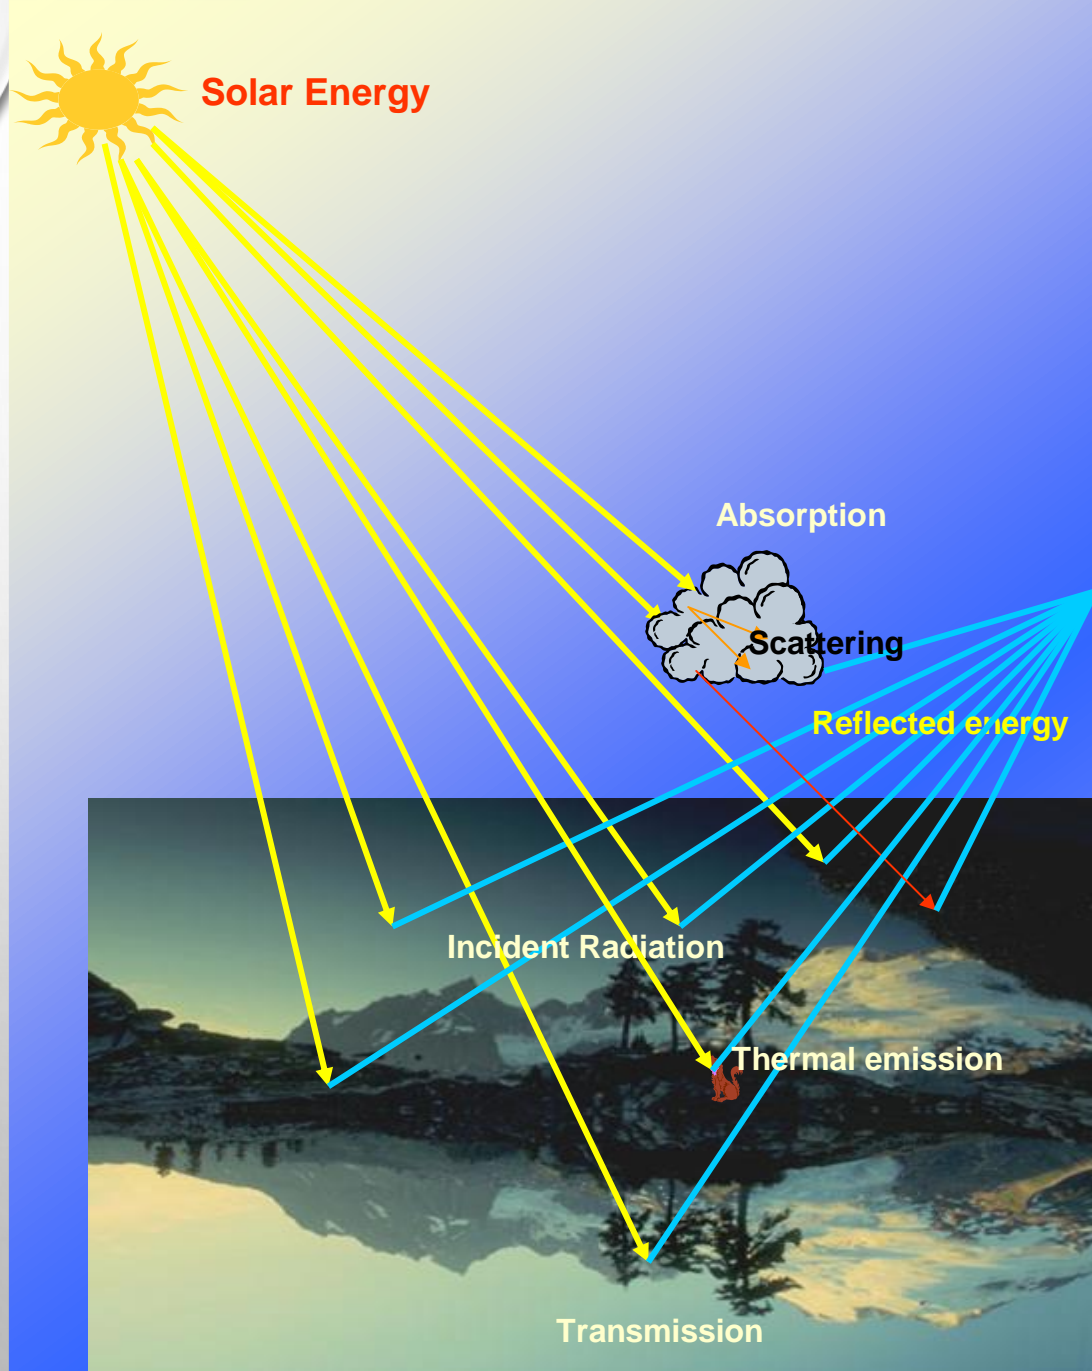 Solar Energy
Absorption
Scattering
Reflected energy
Incident Radiation
Thermal emission
Transmission